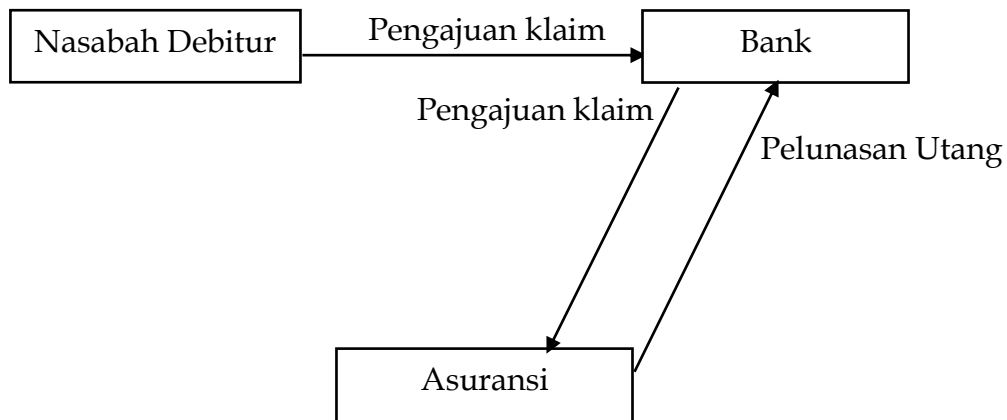 Nasabah Debitur
Pengajuan klaim
Bank
Pengajuan klaim
Pelunasan Utang
Asuransi